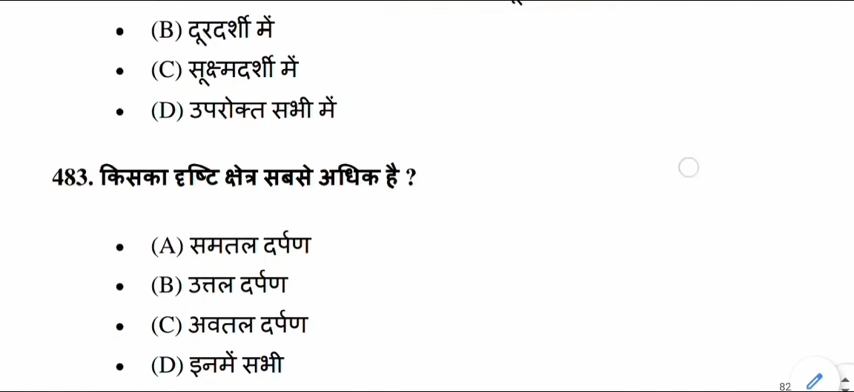 (B) दूरदर्शी में
(C) सूक्ष्मदर्शी में
(D) उपरोक्त सभी में
483. किसका दृष्टि क्षेत्र सबसे अधिक है ?
(A) समतल दर्पण
(B) उत्तल दर्पण
(C) अवतल दर्पण
(D) इनमें सभी
82